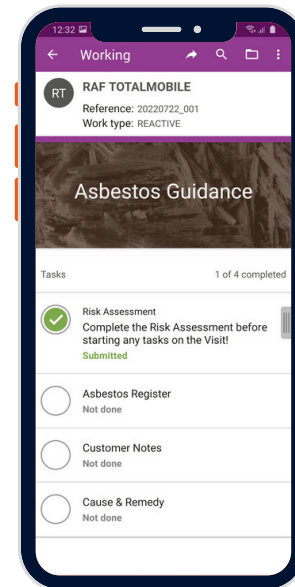 12:32
Working
RT
RAF TOTALMOBILE
Reference: 20220722_001
Work type: REACTIVE
Asbestos Guidance
Tasks
1 of 4 completed
Risk Assessment
Complete the Risk Assessment before
starting any tasks on the Visit!
Submitted
Asbestos Register
Not done
Customer Notes
Not done
Cause & Remedy
Not done